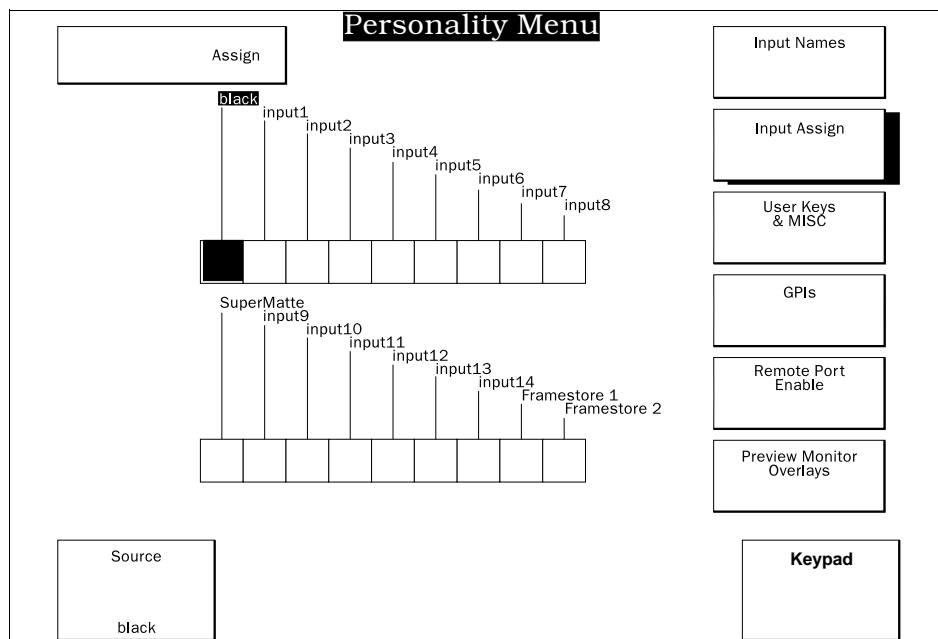 Personality Menu
Assign
black
input1
input2
input3
input4
input5
input6
input7
input8
SuperMatte
input9
input10
input11
input12
input13
input14
Framestore 1
Framestore 2
Input Names
Input Assign
User Keys
& MISC
GPIs
Remote Port
Enable
Preview Monitor
Overlays
Source
black
Keypad